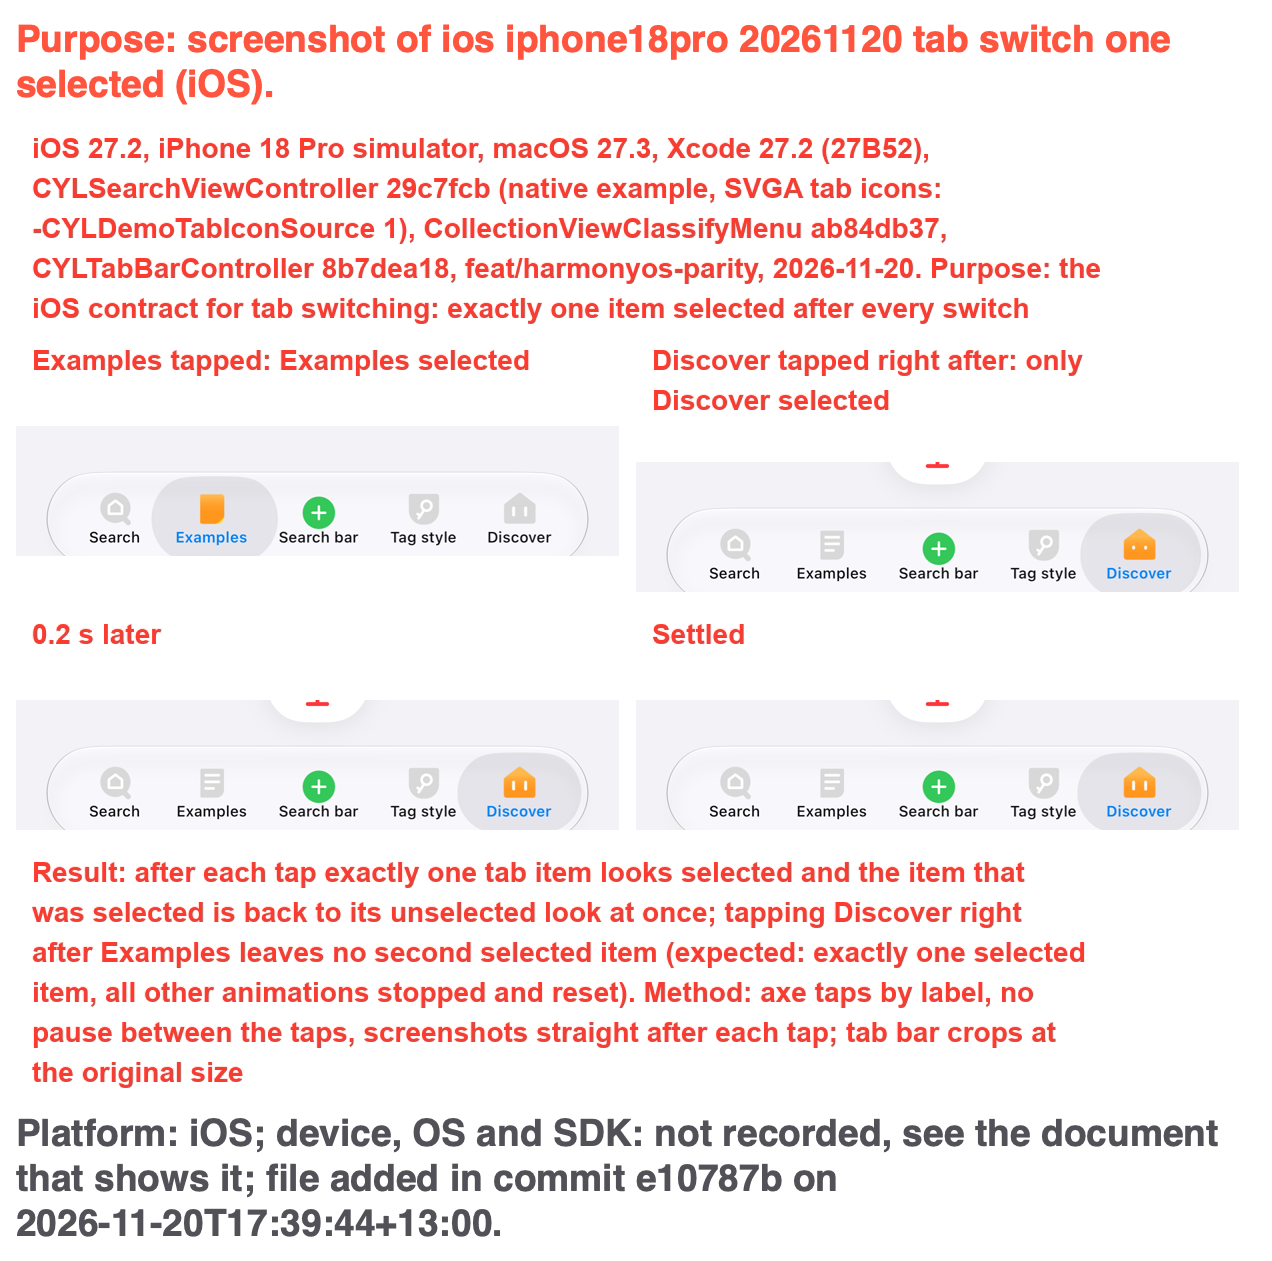 Purpose: screenshot of ios iphone18pro 20261120 tab switch one
selected (iOS).
iOS 27.2, iPhone 18 Pro simulator, macOS 27.3, Xcode 27.2 (27B52),
CYLSearchViewController 29c7fcb (native example, SVGA tab icons:
-CYLDemoTabIconSource 1), CollectionViewClassifyMenu ab84db37,
CYLTabBarController 8b7dea18, feat/harmonyos-parity, 2026-11-20. Purpose: the
iOS contract for tab switching: exactly one item selected after every switch
Examples tapped: Examples selected
Discover tapped right after: only
Discover selected
Search Examples Search bar Tag style Discover
Search Examples Search bar Tag style Discover
0.2 s later
Settled
Search Examples Search bar Tag style Discover
Search Examples Search bar Tag style Discover
Result: after each tap exactly one tab item looks selected and the item that
was selected is back to its unselected look at once; tapping Discover right
after Examples leaves no second selected item (expected: exactly one selected
item, all other animations stopped and reset). Method: axe taps by label, no
pause between the taps, screenshots straight after each tap; tab bar crops at
the original size
Platform: iOS; device, OS and SDK: not recorded, see the document
that shows it; file added in commit e10787b on
2026-11-20T17:39:44+13:00.